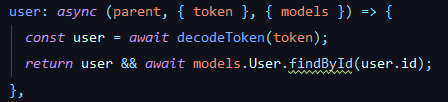 user: async (parent, { token }, { models }) => {
const user = await decodeToken(token);
return user && await models.User.findById(user.id);
},